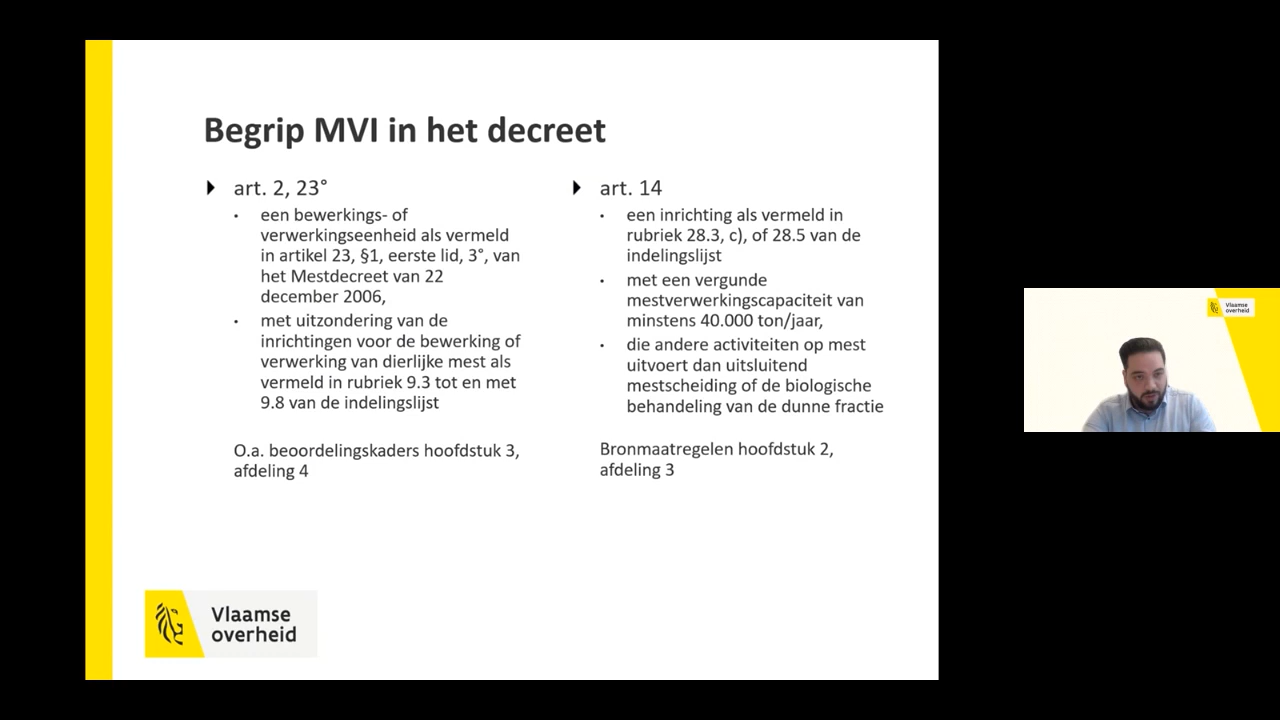 Begrip MVI in het decreet
art. 2, 23°
een bewerkings- of
verwerkingseenheid als vermeld
in artikel 23, §1, eerste lid, 3°, van
het Mestdecreet van 22
december 2006,
met uitzondering van de
inrichtingen voor de bewerking of
verwerking van dierlijke mest als
vermeld in rubriek 9.3 tot en met
9.8 van de indelingslijst
O.a. beoordelingskaders hoofdstuk 3,
afdeling 4
art. 14
een inrichting als vermeld in
rubriek 28.3, c), of 28.5 van de
indelingslijst
met een vergunde
mestverwerkingscapaciteit van
minstens 40.000 ton/jaar,
die andere activiteiten op mest
uitvoert dan uitsluitend
mestscheiding of de biologische
behandeling van de dunne fractie
Bronmaatregelen hoofdstuk 2,
afdeling 3
Vlaamse
overheid
Vlaamse
overheid